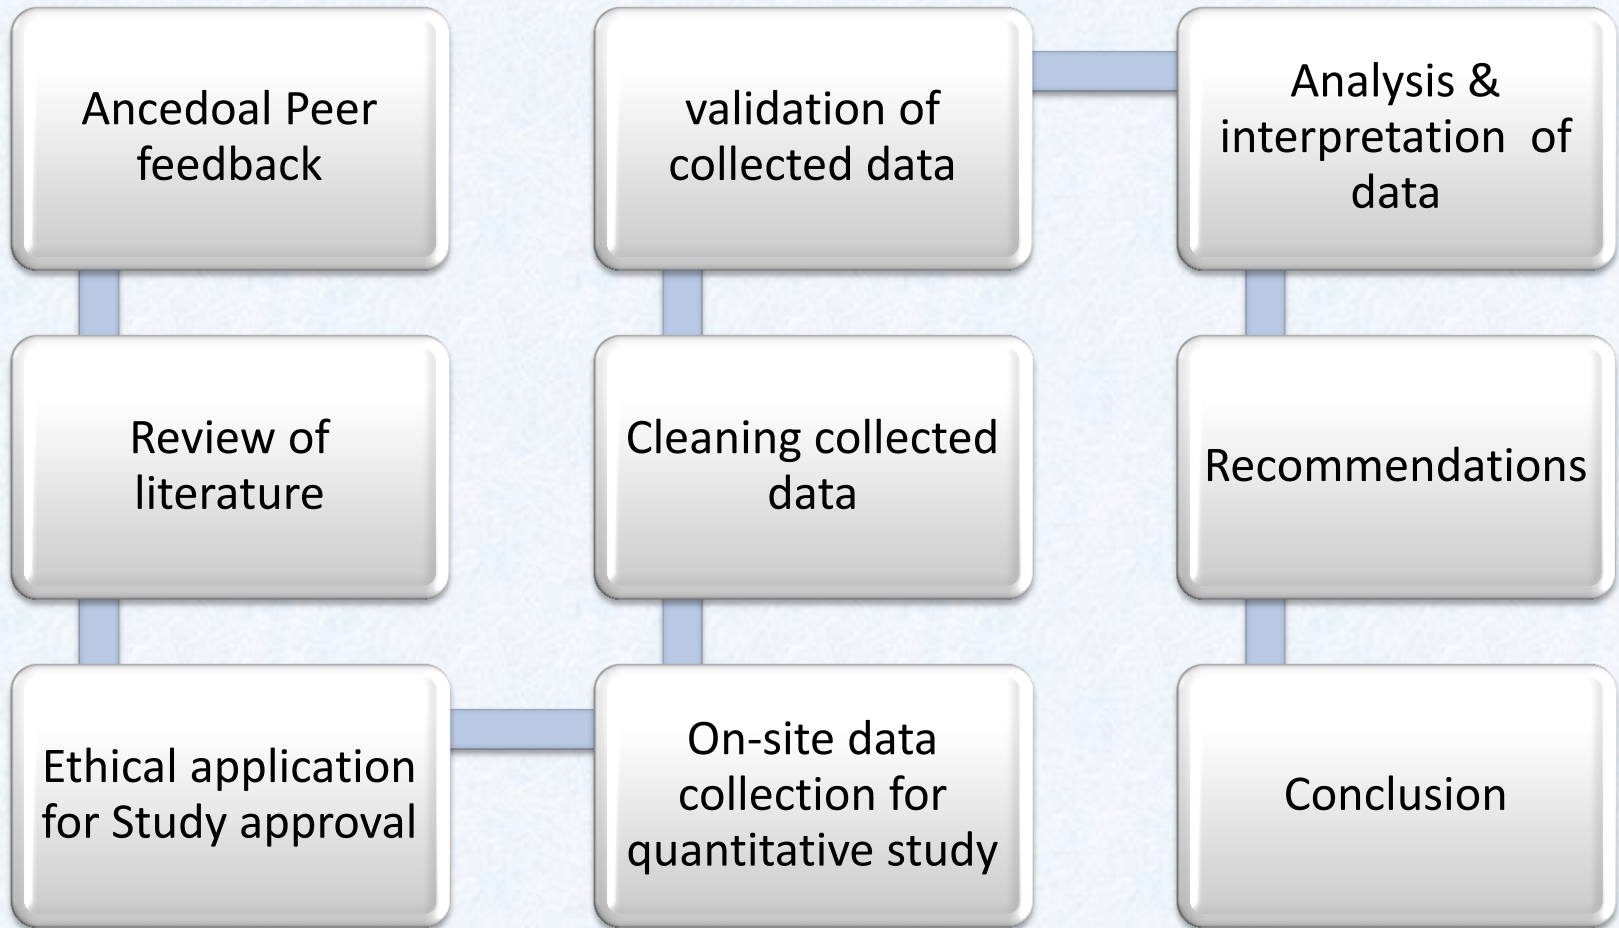 Ancedoal Peer
feedback
Review of
literature
Ethical application
for Study approval
On-site data
collection for
quantitative study
Cleaning collected
data
validation of
collected data
Analysis &
interpretation of
data
Recommendations
Conclusion